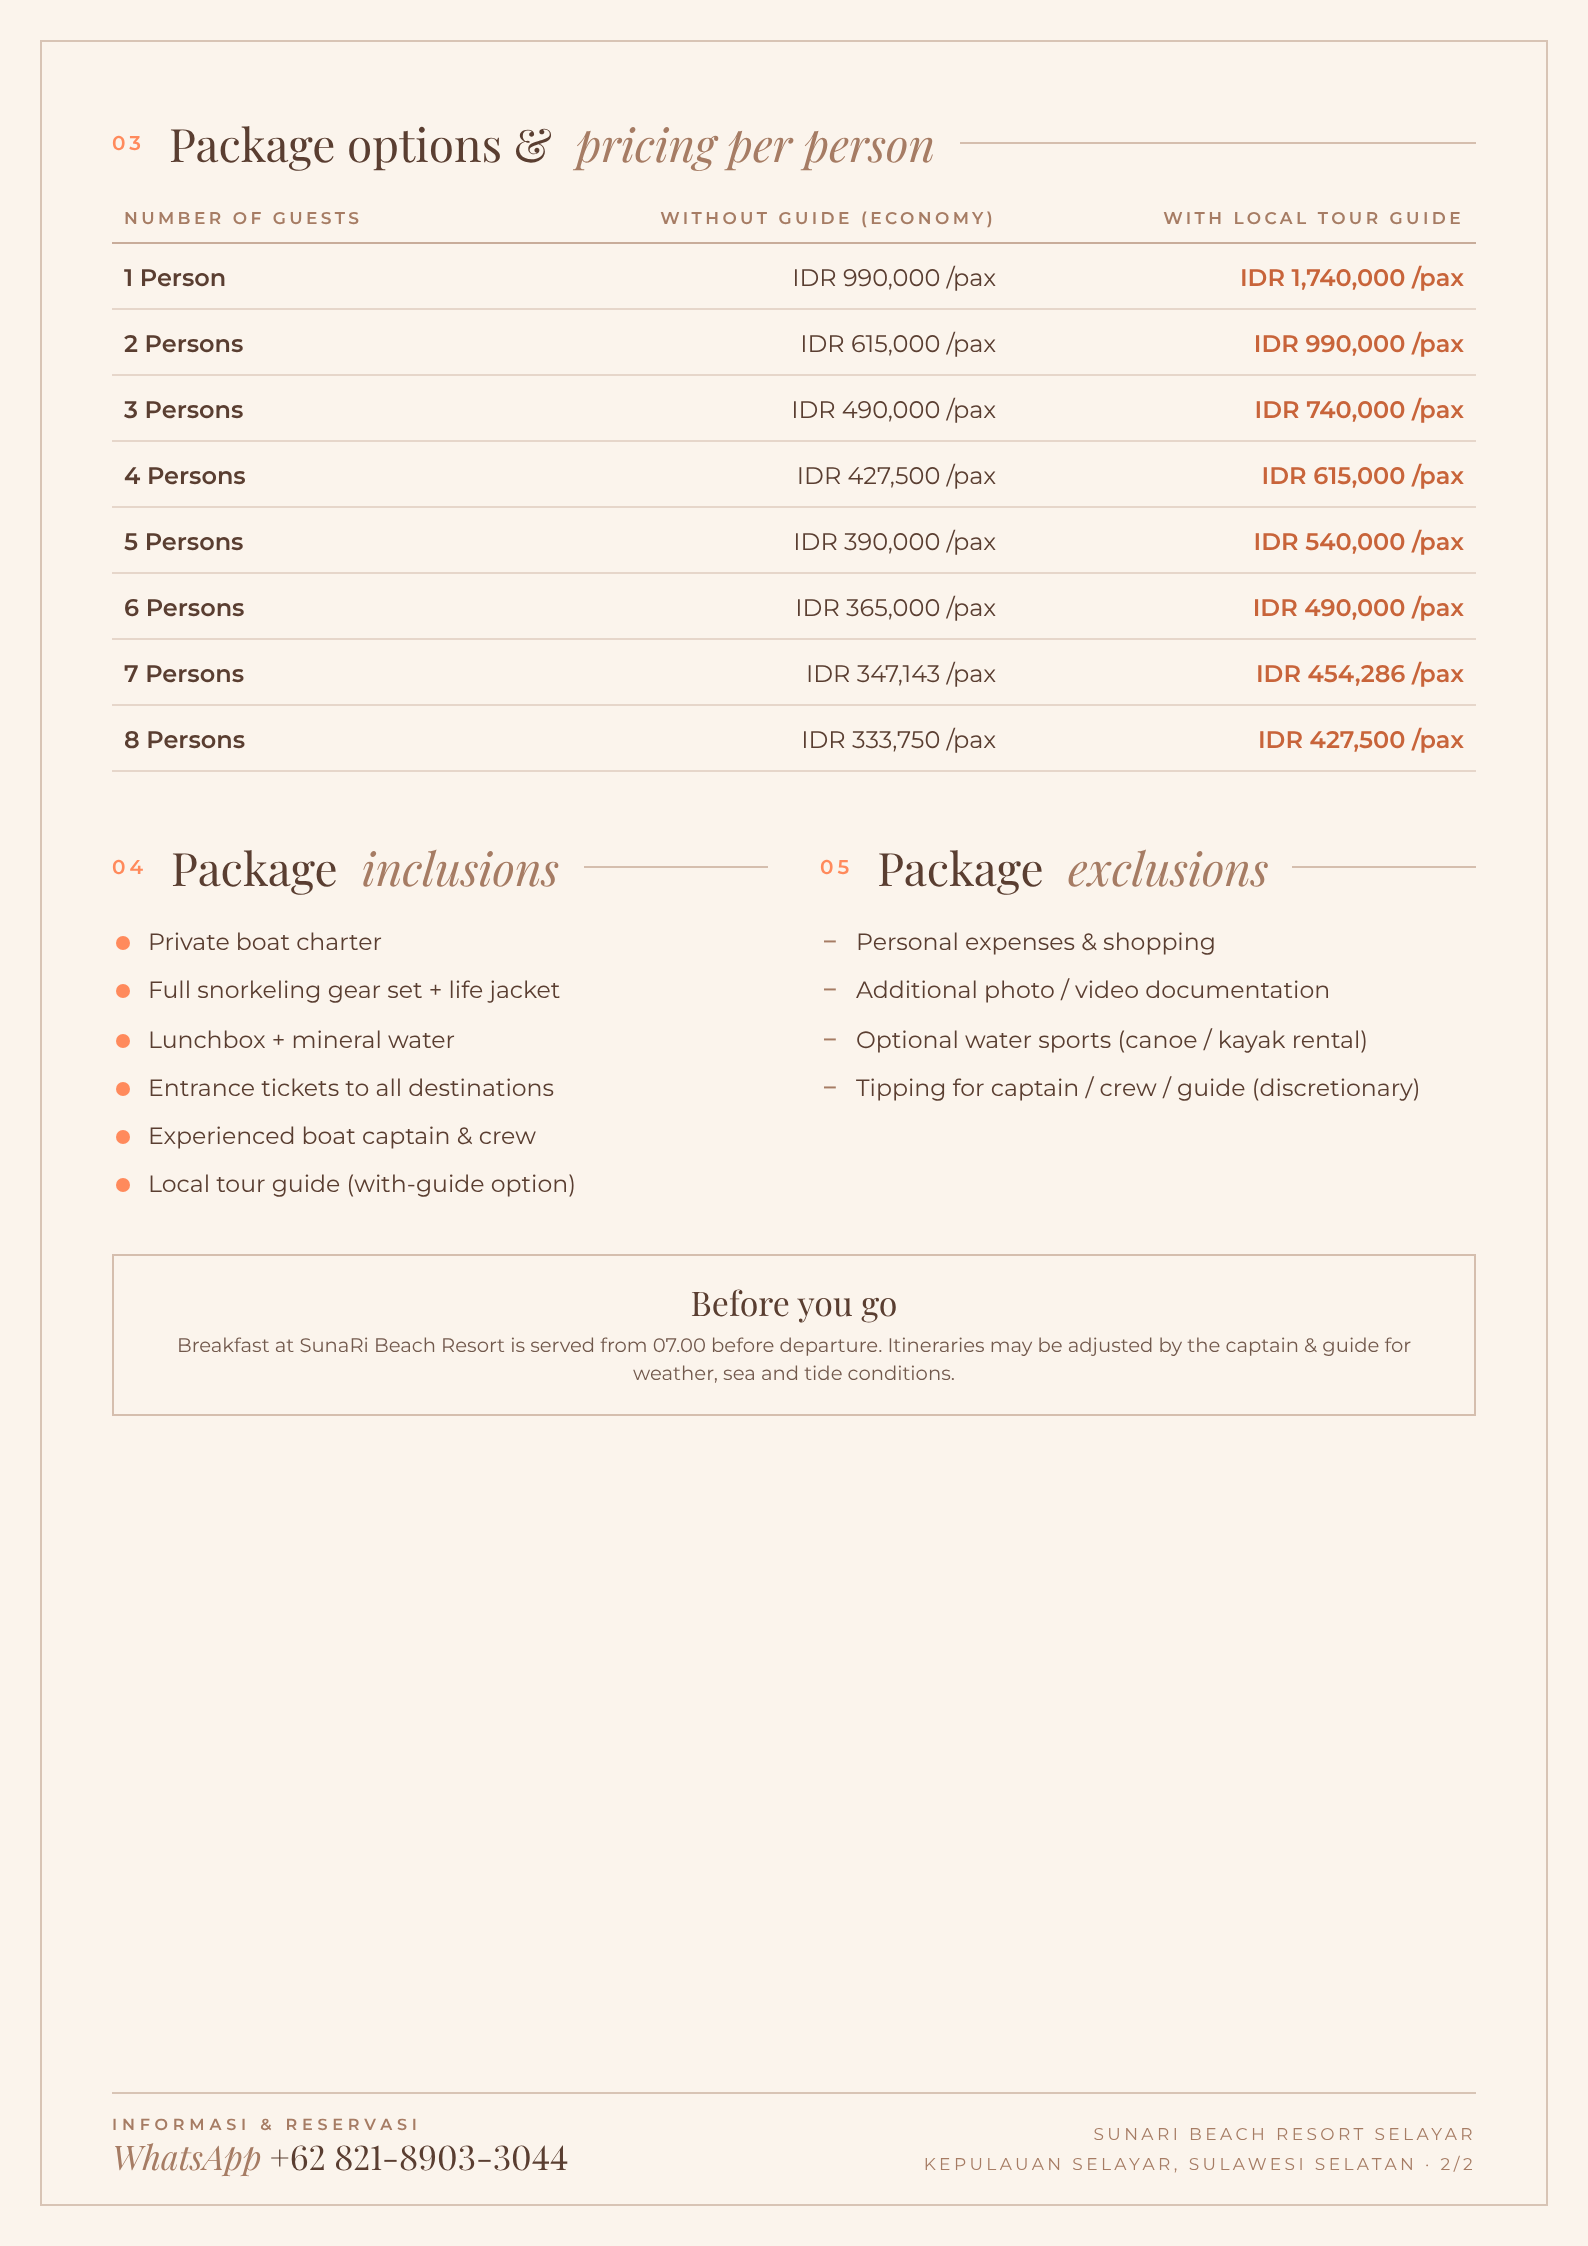 03 Package options & pricing per person
NUMBER OF GUESTS WITHOUT GUIDE (ECONOMY) WITH LOCAL TOUR GUIDE
1 Person IDR 990,000 /pax IDR 1,740,000 /pax
2 Persons IDR 615,000 /pax IDR 990,000 /pax
3 Persons IDR 490,000 /pax IDR 740,000 /pax
4 Persons IDR 427,500 /pax IDR 615,000 /pax
5 Persons IDR 390,000 /pax IDR 540,000 /pax
6 Persons IDR 365,000 /pax IDR 490,000 /pax
7 Persons IDR 347,143 /pax IDR 454,286 /pax
8 Persons IDR 333,750 /pax IDR 427,500 /pax
04 Package inclusions
Private boat charter
Full snorkeling gear set + life jacket
Lunchbox + mineral water
Entrance tickets to all destinations
Experienced boat captain & crew
Local tour guide (with-guide option)
05 Package exclusions
– Personal expenses & shopping
– Additional photo / video documentation
– Optional water sports (canoe / kayak rental)
– Tipping for captain / crew / guide (discretionary)
Before you go
Breakfast at SunaRi Beach Resort is served from 07.00 before departure. Itineraries may be adjusted by the captain & guide for
weather, sea and tide conditions.
INFORMASI & RESERVASI
WhatsApp +62 821-8903-3044
SUNARI BEACH RESORT SELAYAR
KEPULAUAN SELAYAR, SULAWESI SELATAN · 2/2